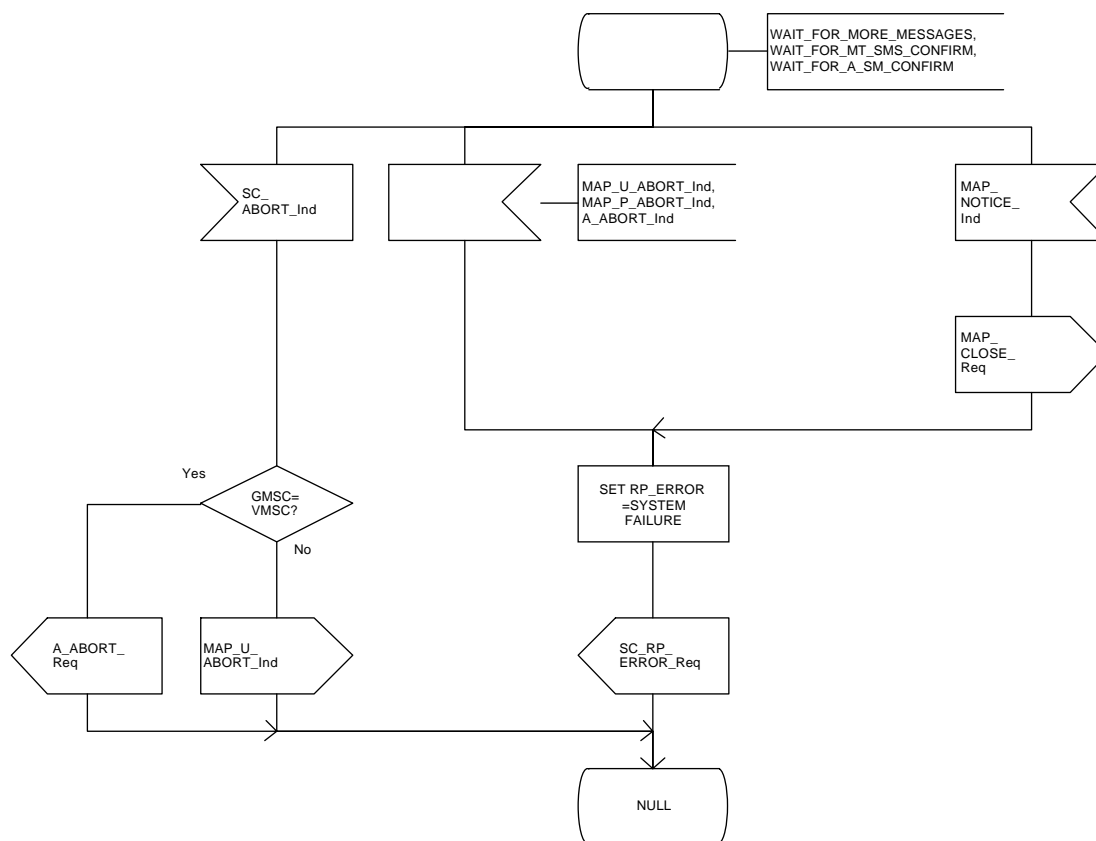 WAIT_FOR_MORE_MESSAGES,
WAIT_FOR_MT_SMS_CONFIRM,
WAIT_FOR_A_SM_CONFIRM
SC_
ABORT_Ind
MAP_U_ABORT_Ind,
MAP_P_ABORT_Ind,
A_ABORT_Ind
MAP_
NOTICE_
Ind
MAP_
CLOSE_
Req
Yes
GMSC=
VMSC?
No
SET RP_ERROR
=SYSTEM
FAILURE
A_ABORT_
Req
MAP_U_
ABORT_Ind
SC_RP_
ERROR_Req
NULL